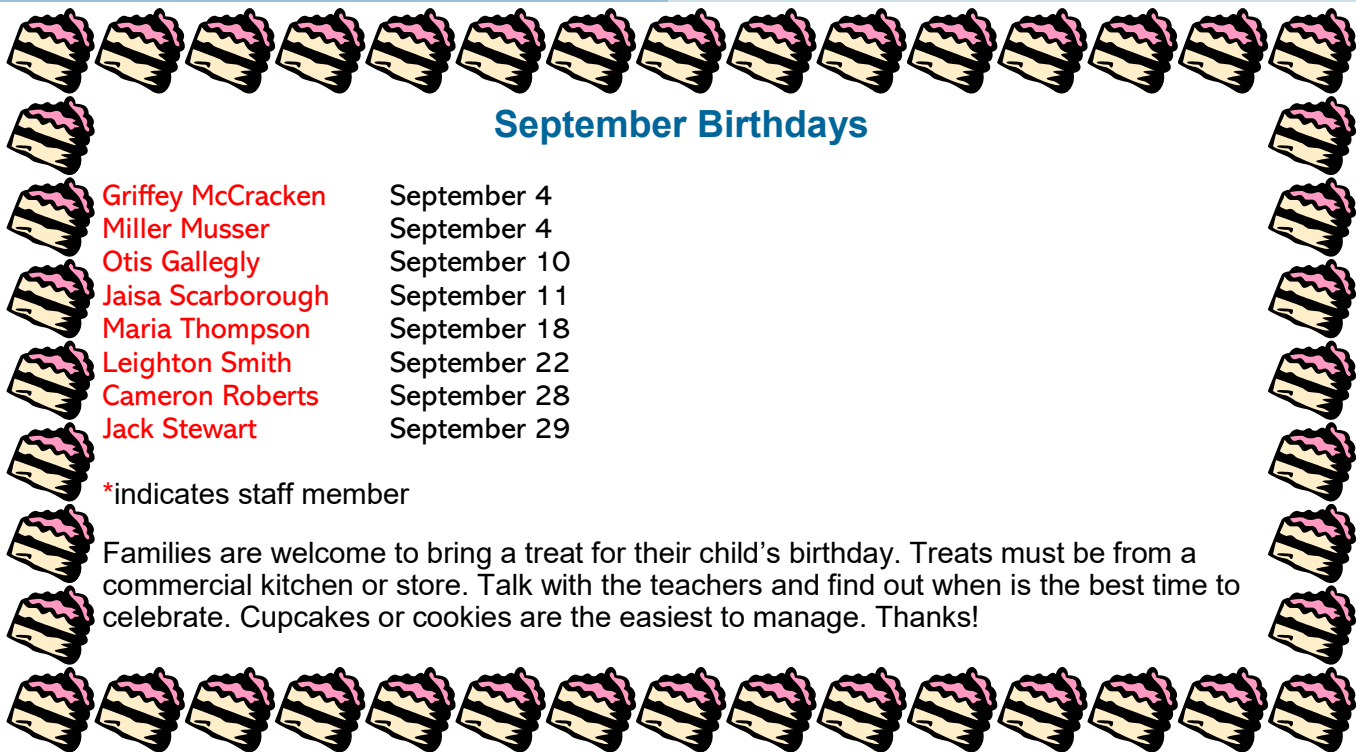 September Birthdays
Griffey McCracken September 4
Miller Musser September 4
Otis Gallegly September 10
Jaisa Scarborough September 11
Maria Thompson September 18
Leighton Smith September 22
Cameron Roberts September 28
Jack Stewart September 29
*indicates staff member
Families are welcome to bring a treat for their child’s birthday. Treats must be from a
commercial kitchen or store. Talk with the teachers and find out when is the best time to
celebrate. Cupcakes or cookies are the easiest to manage. Thanks!